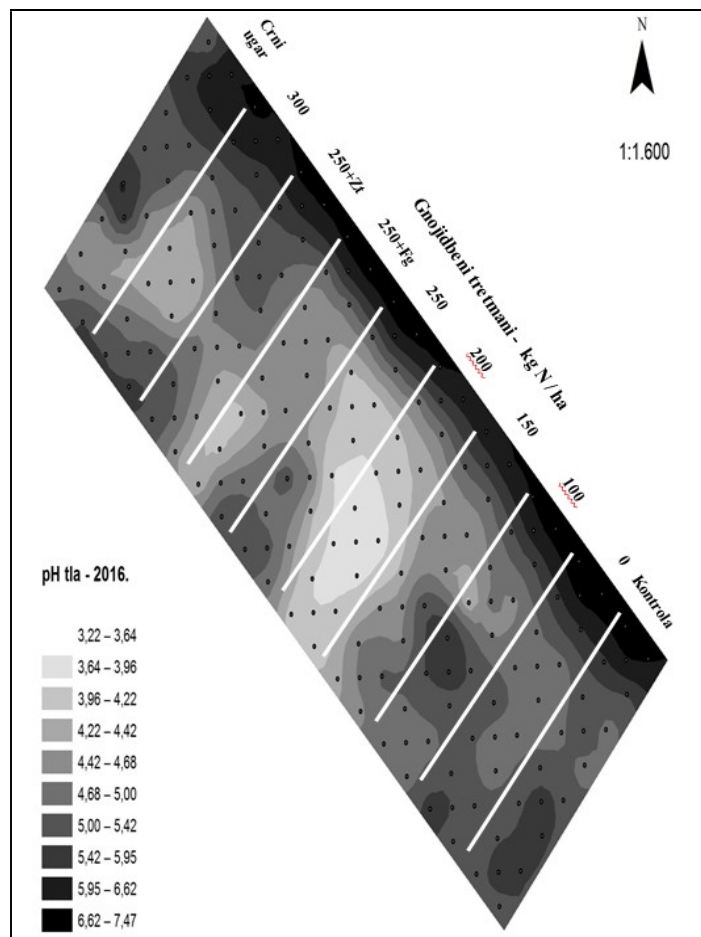 N
1:1.600
Crni
ugar
300
250+Zt
250+Fg
250
200
150
100
0
Kontrola
Gnojidbeni tretmani - kg N / ha
pH tla - 2016.
3,22 – 3,64
3,64 – 3,96
3,96 – 4,22
4,22 – 4,42
4,42 – 4,68
4,68 – 5,00
5,00 – 5,42
5,42 – 5,95
5,95 – 6,62
6,62 – 7,47